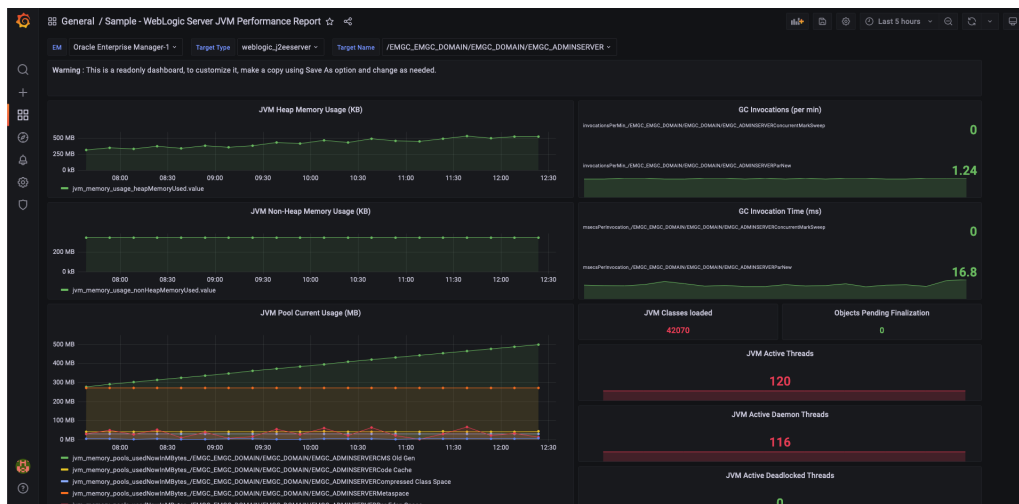 General / Sample - WebLogic Server JVM Performance Report
Last 5 hours
EM Oracle Enterprise Manager-1 Target Type weblogic_j2eeserver Target Name /EMGC_EMGC_DOMAIN/EMGC_DOMAIN/EMGC_ADMINSERVER
Warning : This is a readonly dashboard, to customize it, make a copy using Save As option and change as needed.
JVM Heap Memory Usage (KB)
500 MB
250 MB
0 kB
08:00 08:30 09:00 09:30 10:00 10:30 11:00 11:30 12:00 12:30
jvm_memory_usage_heapMemoryUsed.value
GC Invocations (per min)
invocationsPerMin_/EMGC_EMGC_DOMAIN/EMGC_DOMAIN/EMGC_ADMINSERVERConcurrentMarkSweep
0
invocationsPerMin_/EMGC_EMGC_DOMAIN/EMGC_DOMAIN/EMGC_ADMINSERVERParNew
1.24
JVM Non-Heap Memory Usage (KB)
200 MB
0 kB
08:00 08:30 09:00 09:30 10:00 10:30 11:00 11:30 12:00 12:30
jvm_memory_usage_nonHeapMemoryUsed.value
GC Invocation Time (ms)
msecsPerInvocation_/EMGC_EMGC_DOMAIN/EMGC_DOMAIN/EMGC_ADMINSERVERConcurrentMarkSweep
0
msecsPerInvocation_/EMGC_EMGC_DOMAIN/EMGC_DOMAIN/EMGC_ADMINSERVERParNew
16.8
JVM Pool Current Usage (MB)
500 MB
400 MB
300 MB
200 MB
100 MB
0 MB
08:00 08:30 09:00 09:30 10:00 10:30 11:00 11:30 12:00 12:30
jvm_memory_pools_usedNowInMBytes_/EMGC_EMGC_DOMAIN/EMGC_DOMAIN/EMGC_ADMINSERVERCMS Old Gen
jvm_memory_pools_usedNowInMBytes_/EMGC_EMGC_DOMAIN/EMGC_DOMAIN/EMGC_ADMINSERVERCode Cache
jvm_memory_pools_usedNowInMBytes_/EMGC_EMGC_DOMAIN/EMGC_DOMAIN/EMGC_ADMINSERVERCompressed Class Space
jvm_memory_pools_usedNowInMBytes_/EMGC_EMGC_DOMAIN/EMGC_DOMAIN/EMGC_ADMINSERVERMetaspace
JVM Classes loaded
42070
Objects Pending Finalization
0
JVM Active Threads
120
JVM Active Daemon Threads
116
JVM Active Deadlocked Threads
0